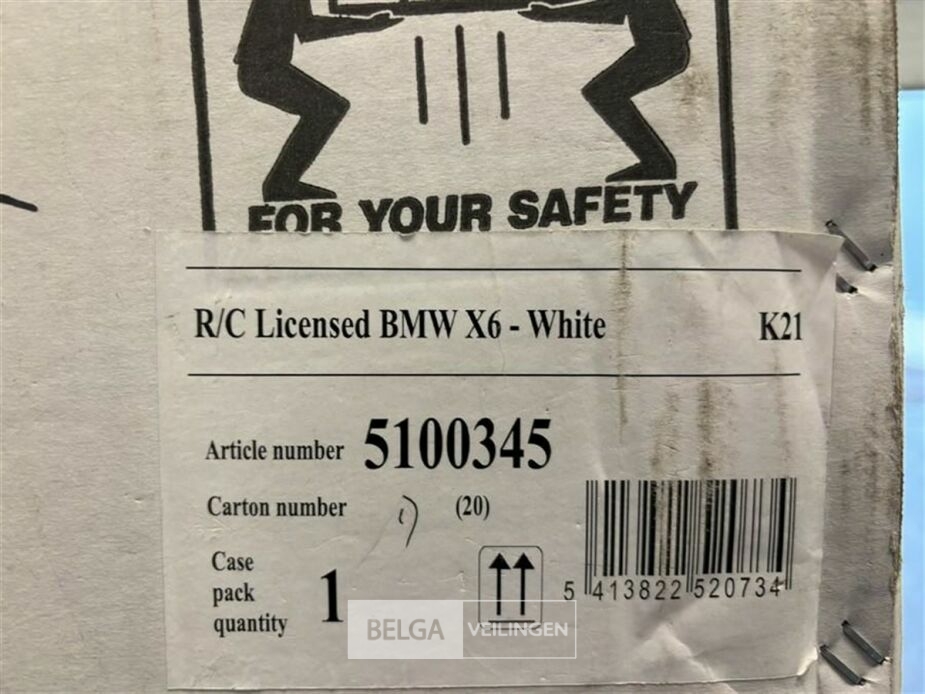 FOR YOUR SAFETY
R/C Licensed BMW X6 - White K21
Article number 5100345
Carton number (20)
Case
pack
quantity 1
5 413822 520734
BELGA VEILINGEN